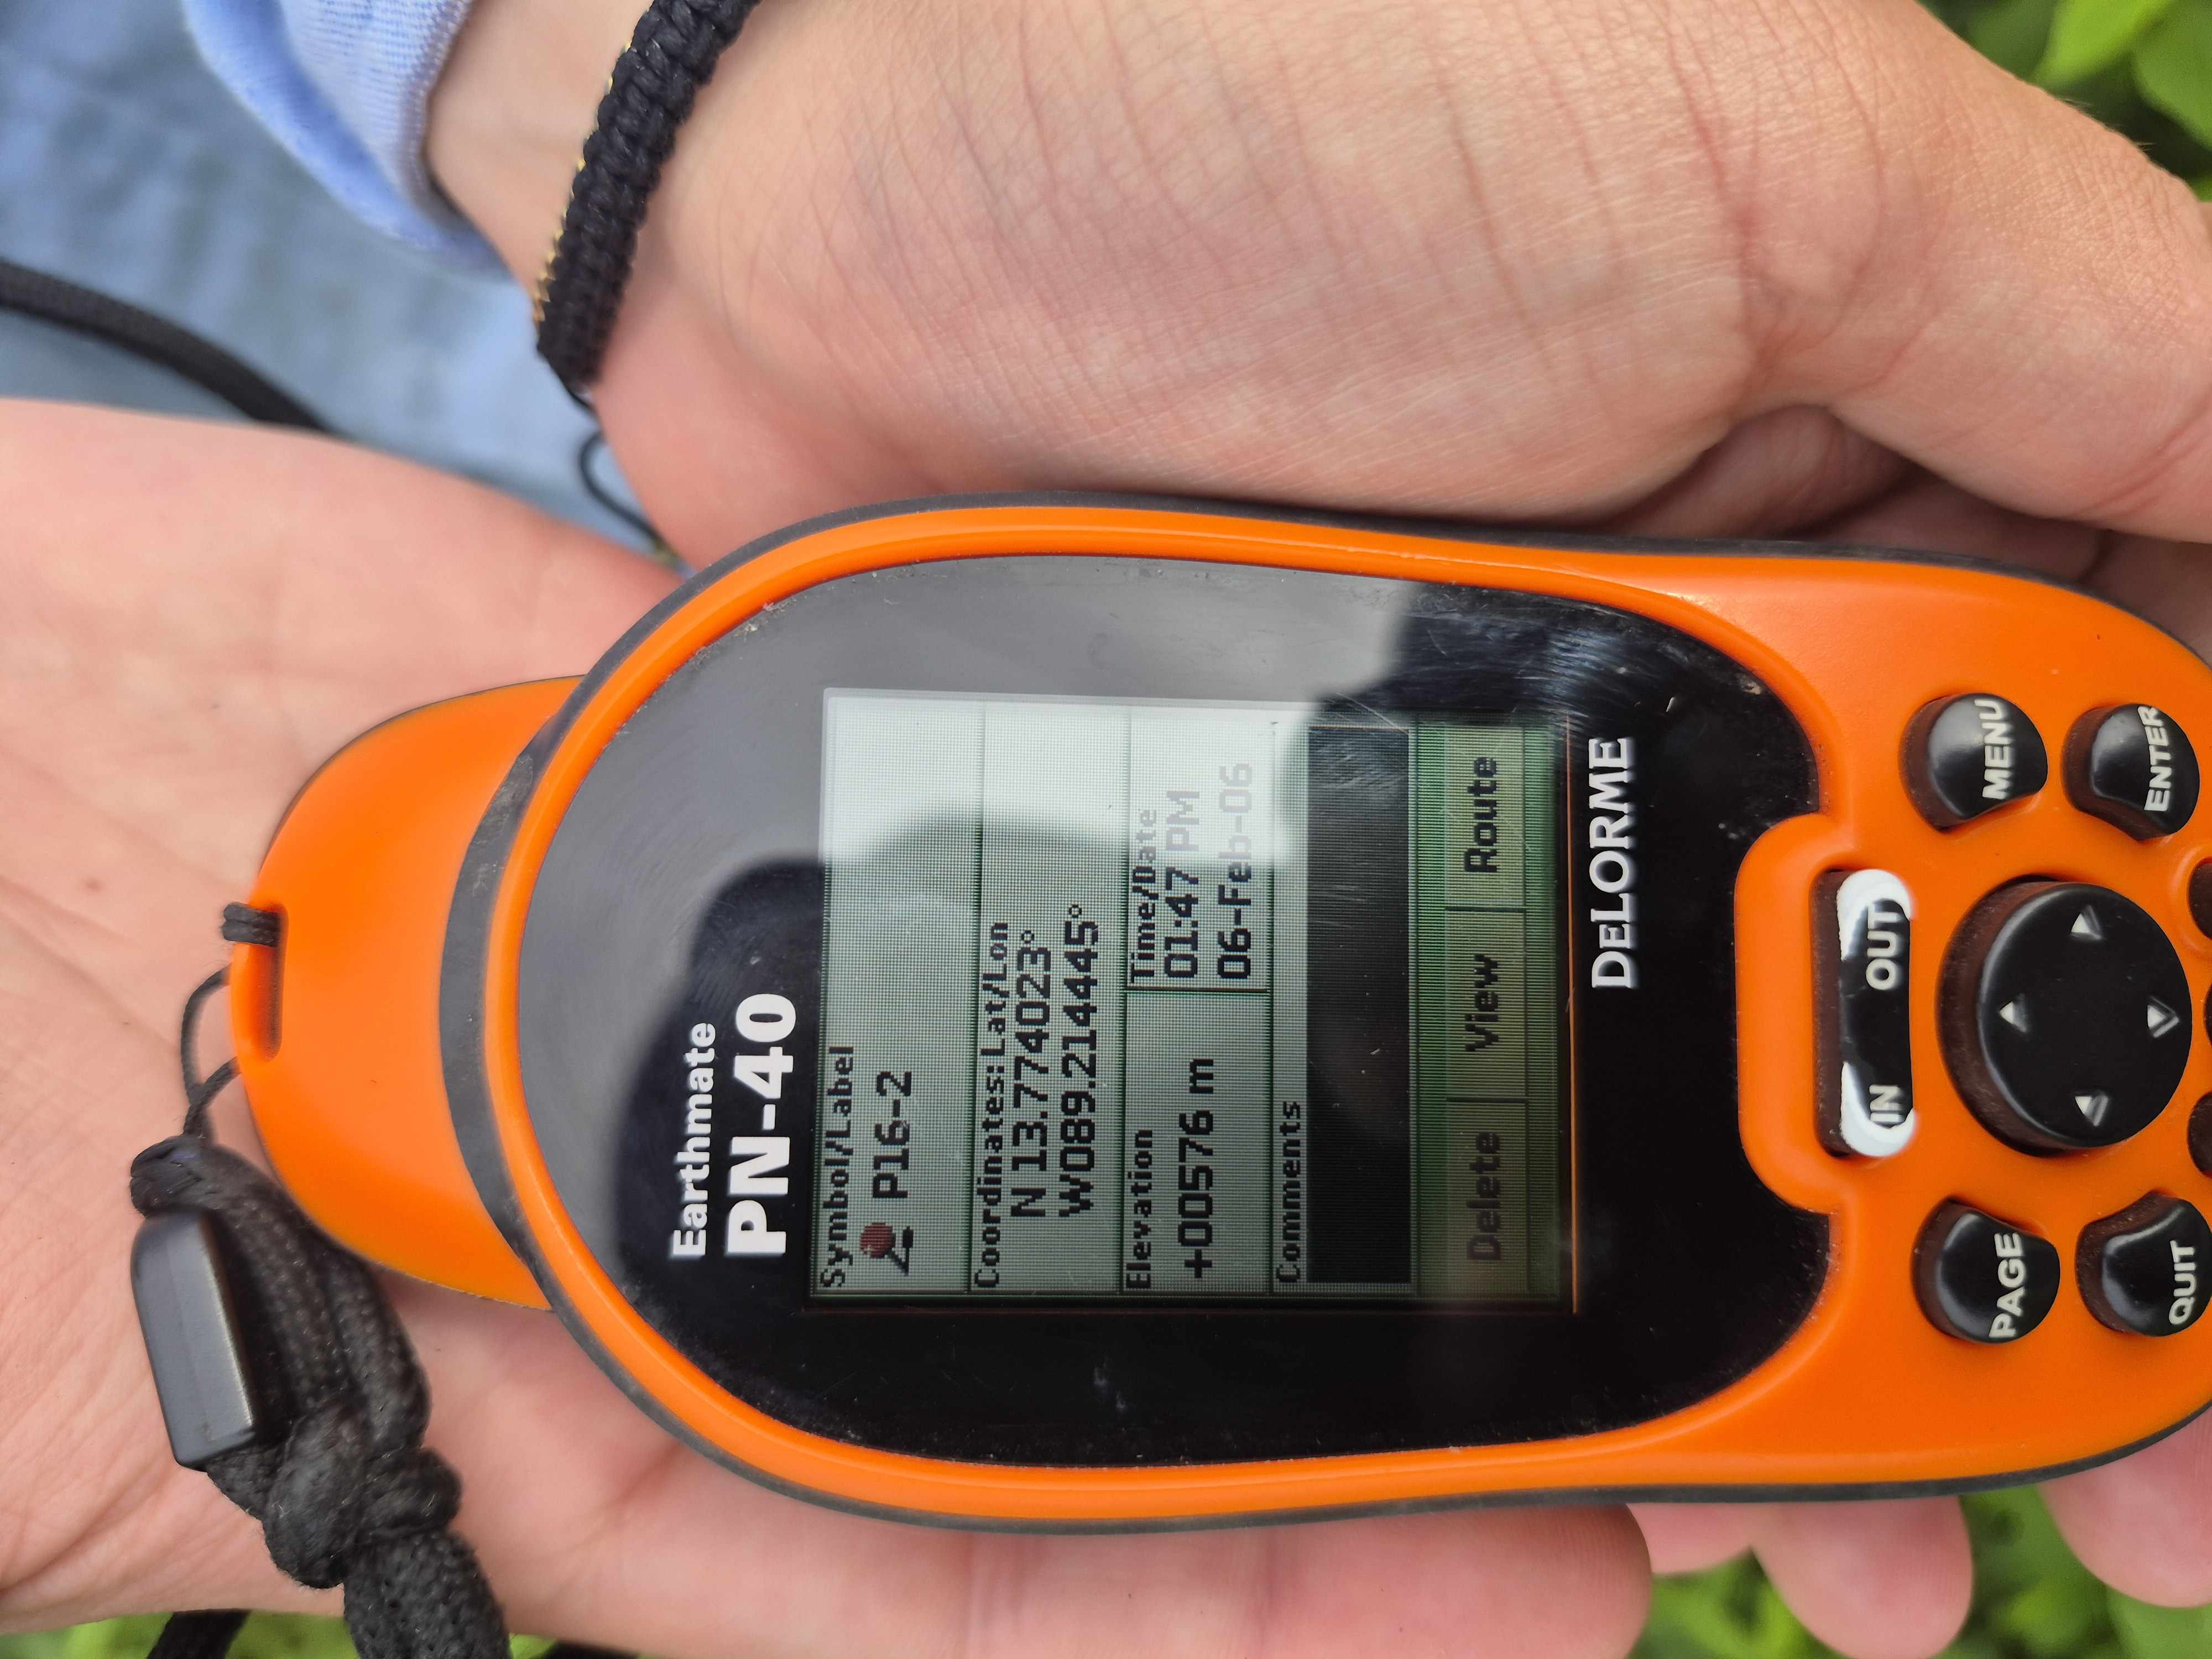 Earthmate
PN-40
Symbol/Label
P16-2
Coordinates:Lat/Lon
N 13.774023°
W089.214445°
Elevation
+00576 m
Time/Date
01:47 PM
06-Feb-06
Comments
Delete View Route
DELORME
PAGE IN OUT MENU
QUIT ENTER